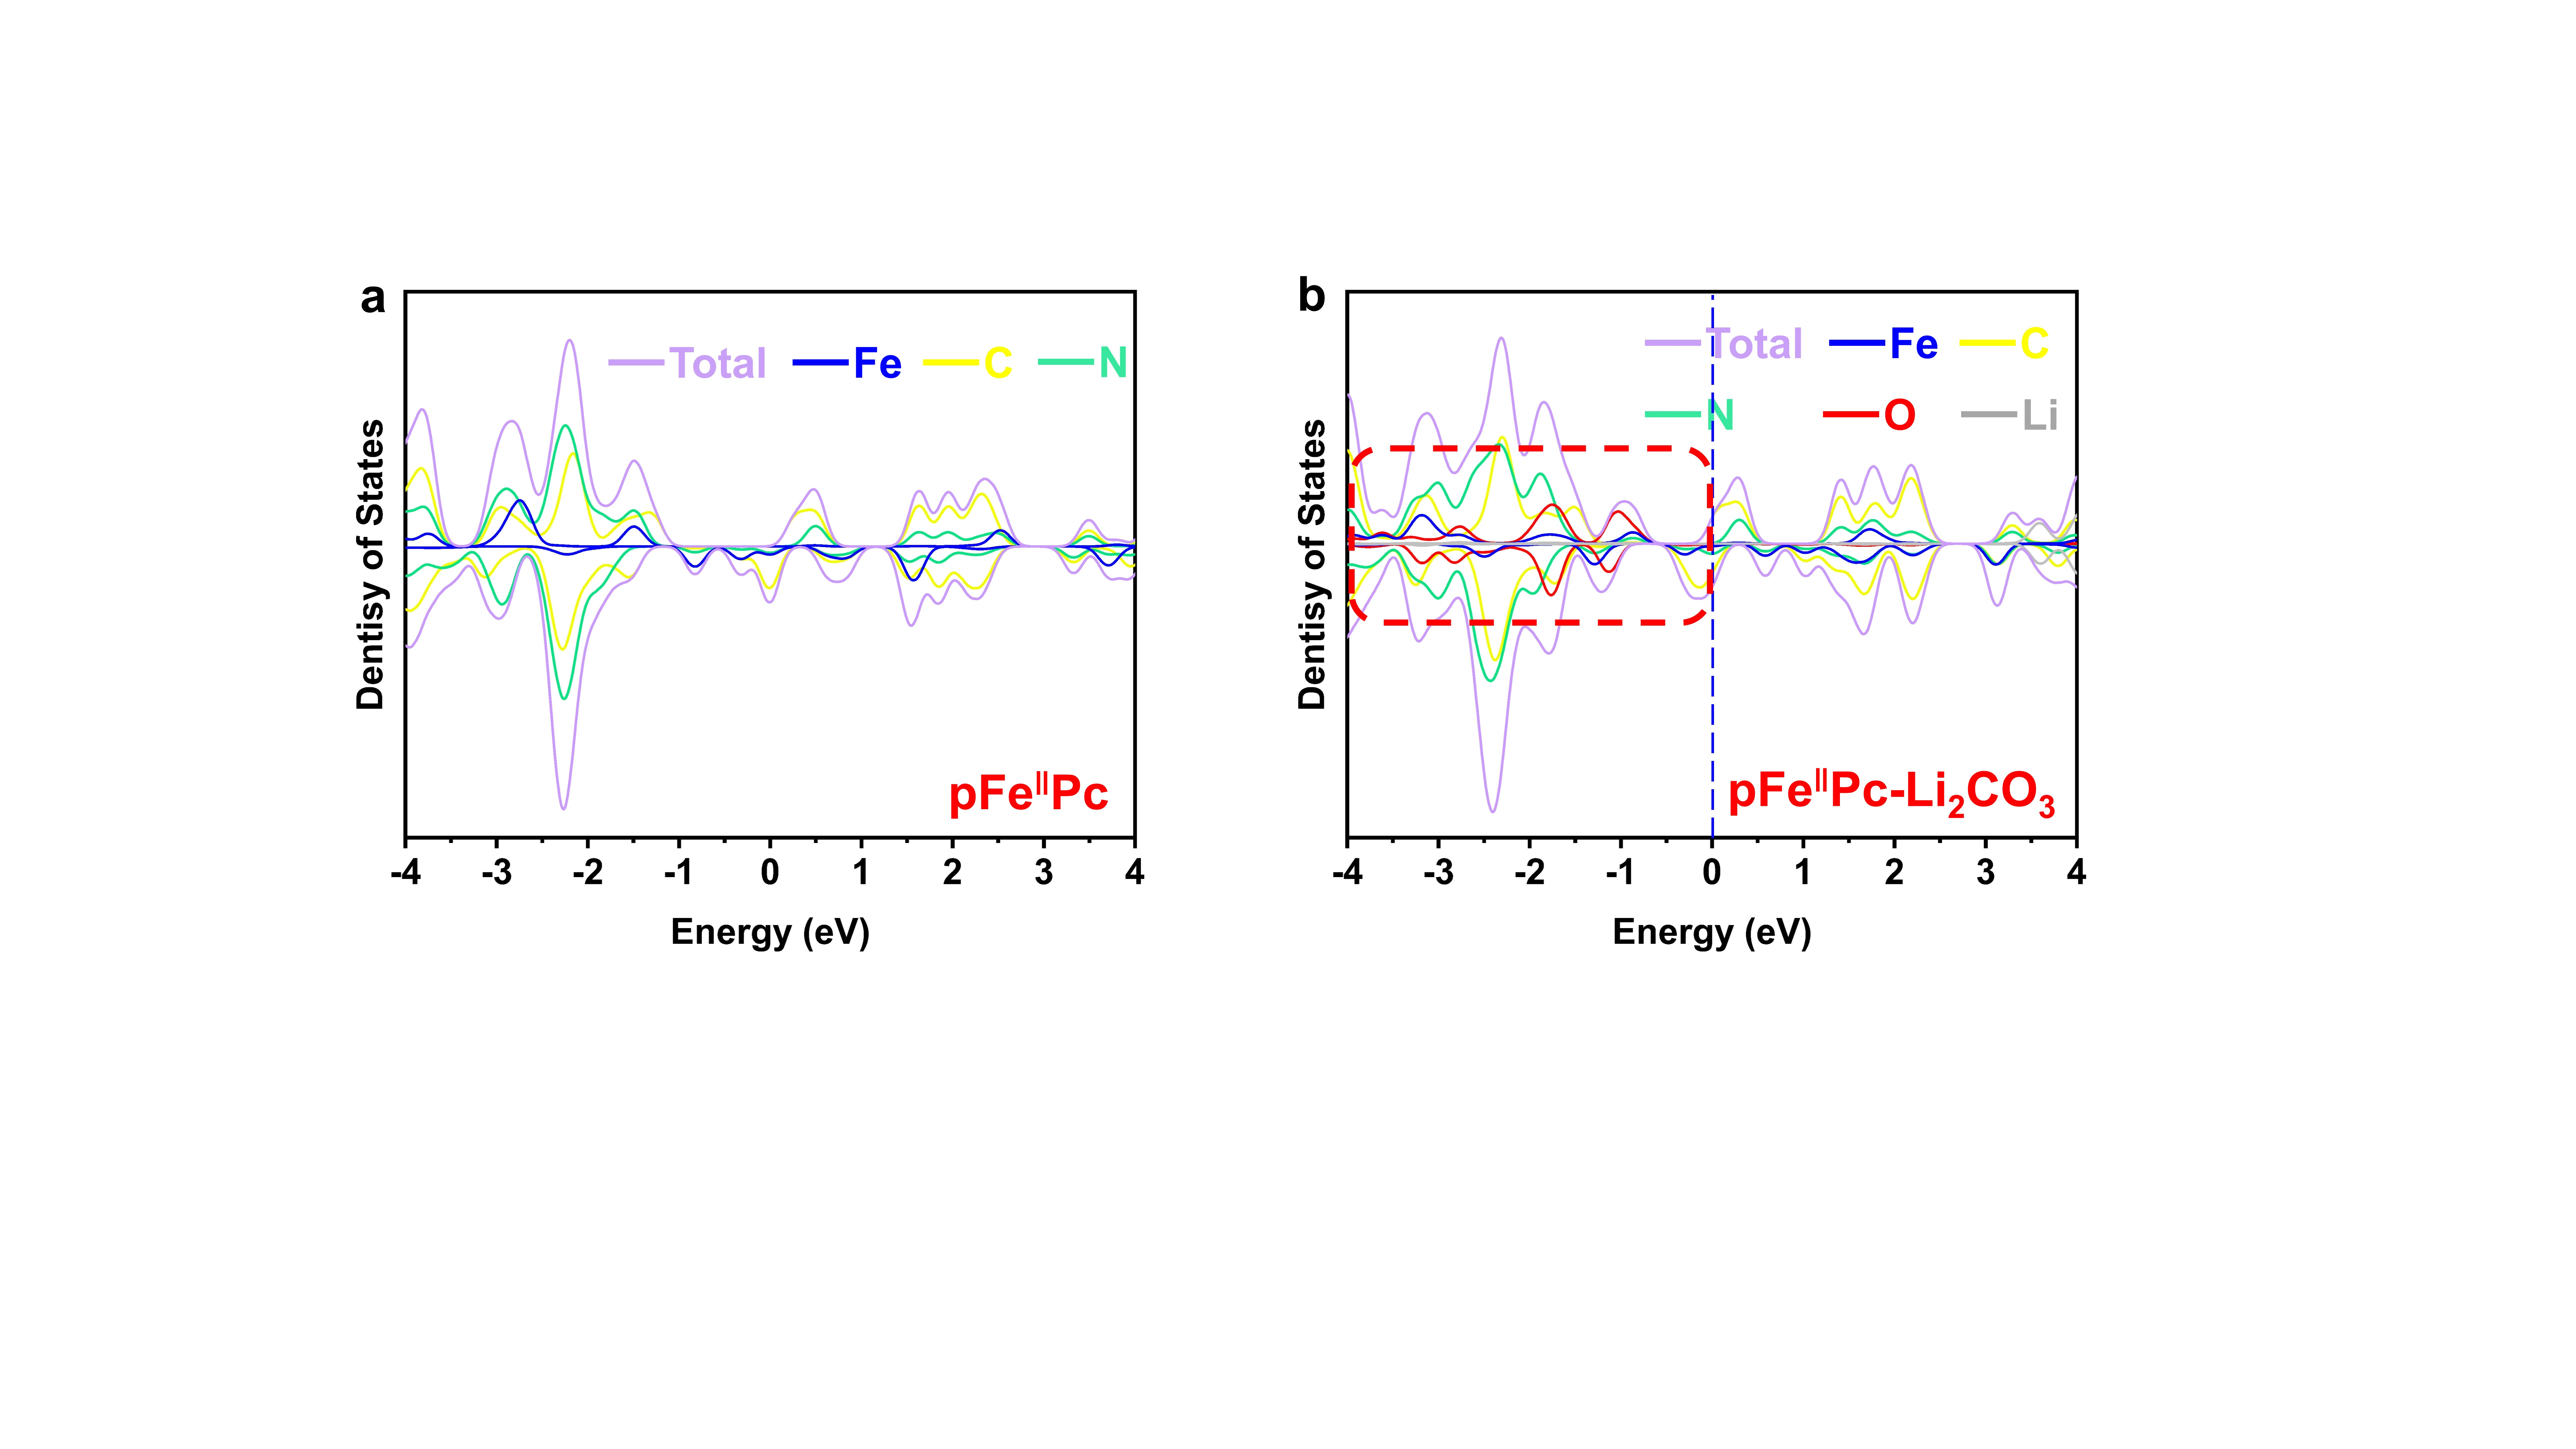 a
Total Fe C N
Dentisy of States
pFeᴵᴵPc
-4 -3 -2 -1 0 1 2 3 4
Energy (eV)
b
Total Fe C
N O Li
Dentisy of States
pFeᴵᴵPc-Li₂CO₃
-4 -3 -2 -1 0 1 2 3 4
Energy (eV)